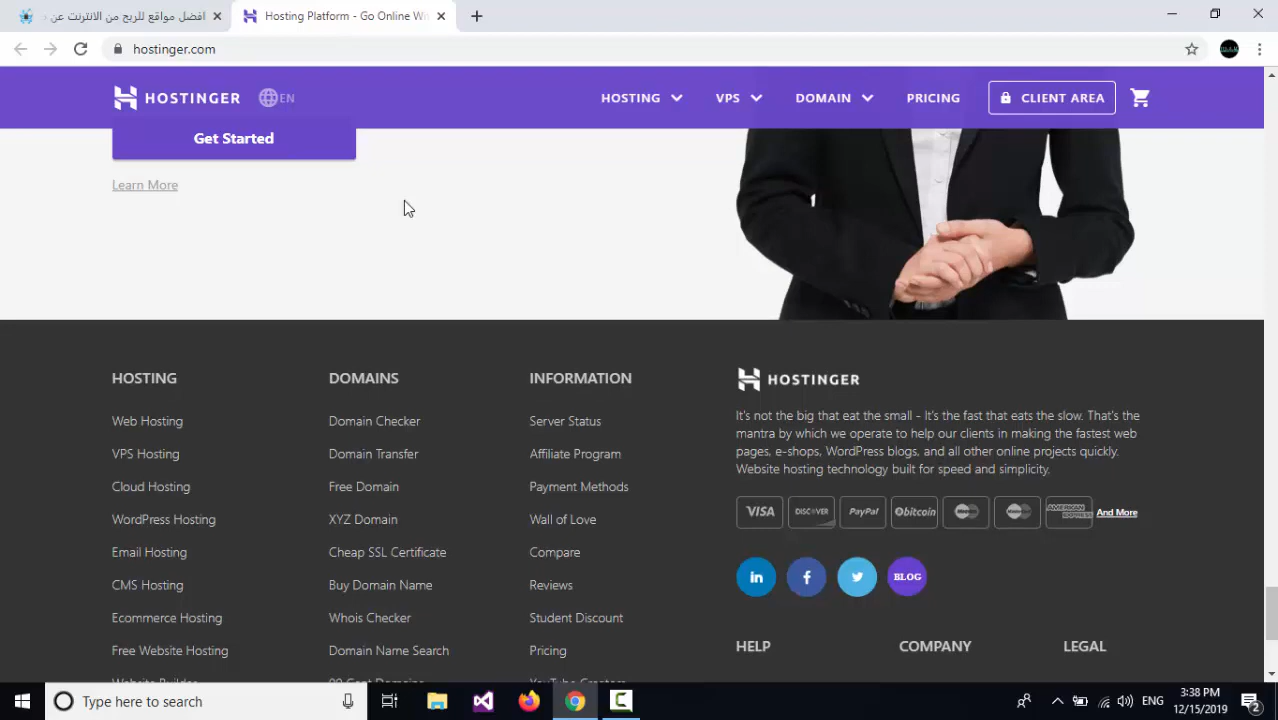 افضل مواقع للربح من الانترنت عن د
Hosting Platform - Go Online Wi
hostinger.com
HOSTINGER EN
HOSTING VPS DOMAIN PRICING CLIENT AREA
Get Started
Learn More
HOSTING
Web Hosting
VPS Hosting
Cloud Hosting
WordPress Hosting
Email Hosting
CMS Hosting
Ecommerce Hosting
Free Website Hosting
DOMAINS
Domain Checker
Domain Transfer
Free Domain
XYZ Domain
Cheap SSL Certificate
Buy Domain Name
Whois Checker
Domain Name Search
INFORMATION
Server Status
Affiliate Program
Payment Methods
Wall of Love
Compare
Reviews
Student Discount
Pricing
HOSTINGER
It's not the big that eat the small - It's the fast that eats the slow. That's the
mantra by which we operate to help our clients in making the fastest web
pages, e-shops, WordPress blogs, and all other online projects quickly.
Website hosting technology built for speed and simplicity.
VISA DISCOVER PayPal bitcoin AMERICAN EXPRESS And More
in f BLOG
HELP COMPANY LEGAL
Type here to search
ENG
3:38 PM
12/15/2019
2